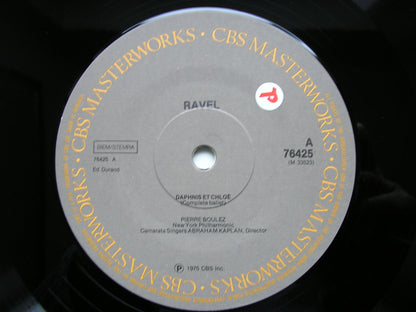 CBS MASTERWORKS · CBS MASTERWORKS · CBS MASTERWORKS · CBS MASTERWORKS ·
RAVEL
P
BIEM/STEMRA
A
76425
76425 A
(M 33523)
Ed. Durand
DAPHNIS ET CHLOE
(Complete ballet)
PIERRE BOULEZ
New York Philharmonic
Camarata Singers ABRAHAM KAPLAN, Director
℗ 1975 CBS Inc.